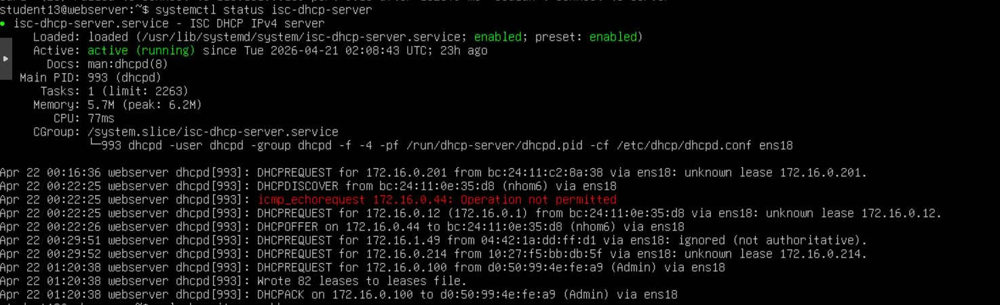 student13@webserver:~$ systemctl status isc-dhcp-server
● isc-dhcp-server.service - ISC DHCP IPv4 server
Loaded: loaded (/usr/lib/systemd/system/isc-dhcp-server.service; enabled; preset: enabled)
Active: active (running) since Tue 2026-04-21 02:08:43 UTC; 23h ago
Docs: man:dhcpd(8)
Main PID: 993 (dhcpd)
Tasks: 1 (limit: 2263)
Memory: 5.7M (peak: 6.2M)
CPU: 77ms
CGroup: /system.slice/isc-dhcp-server.service
└─993 dhcpd -user dhcpd -group dhcpd -f -4 -pf /run/dhcp-server/dhcpd.pid -cf /etc/dhcp/dhcpd.conf ens18
Apr 22 00:16:36 webserver dhcpd[993]: DHCPREQUEST for 172.16.0.201 from bc:24:11:c2:8a:38 via ens18: unknown lease 172.16.0.201.
Apr 22 00:22:25 webserver dhcpd[993]: DHCPDISCOVER from bc:24:11:0e:35:d8 (nhom6) via ens18
Apr 22 00:22:25 webserver dhcpd[993]: icmp_echorequest 172.16.0.44: Operation not permitted
Apr 22 00:22:25 webserver dhcpd[993]: DHCPREQUEST for 172.16.0.12 (172.16.0.1) from bc:24:11:0e:35:d8 via ens18: unknown lease 172.16.0.12.
Apr 22 00:22:26 webserver dhcpd[993]: DHCPOFFER on 172.16.0.44 to bc:24:11:0e:35:d8 (nhom6) via ens18
Apr 22 00:29:51 webserver dhcpd[993]: DHCPREQUEST for 172.16.1.49 from 04:42:1a:dd:ff:d1 via ens18: ignored (not authoritative).
Apr 22 00:29:52 webserver dhcpd[993]: DHCPREQUEST for 172.16.0.214 from 10:27:f5:bb:db:5f via ens18: unknown lease 172.16.0.214.
Apr 22 01:20:38 webserver dhcpd[993]: DHCPREQUEST for 172.16.0.100 from d0:50:99:4e:fe:a9 (Admin) via ens18
Apr 22 01:20:38 webserver dhcpd[993]: Wrote 82 leases to leases file.
Apr 22 01:20:38 webserver dhcpd[993]: DHCPACK on 172.16.0.100 to d0:50:99:4e:fe:a9 (Admin) via ens18